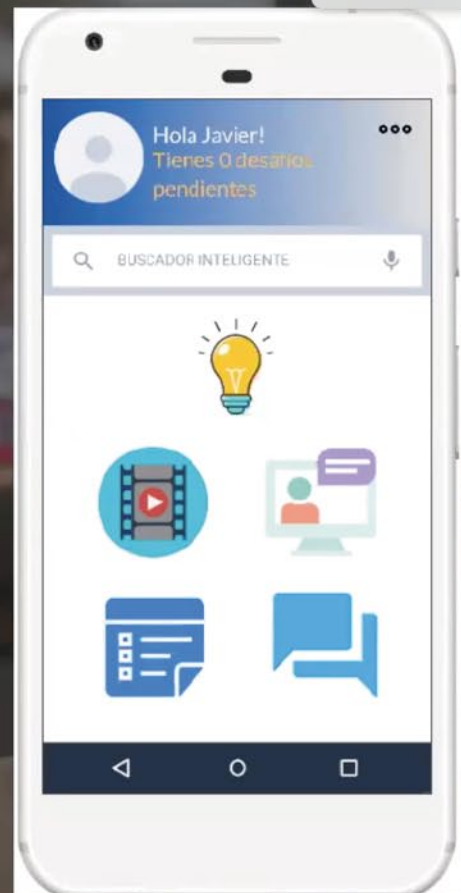 Hola Javier!
Tienes 0 desafíos
pendientes
BUSCADOR INTELIGENTE